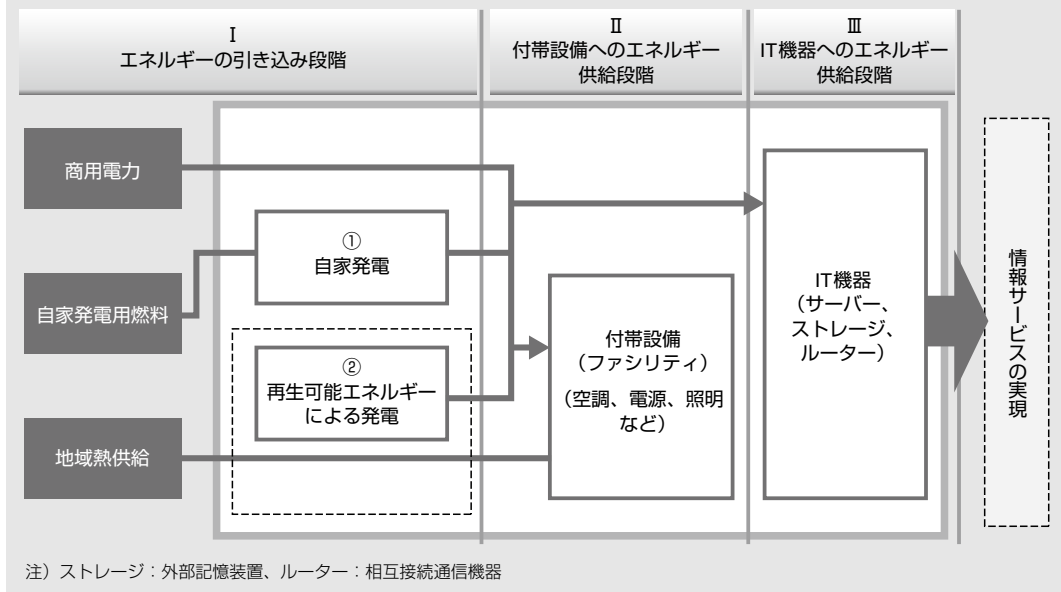 Ⅰ
エネルギーの引き込み段階
Ⅱ
付帯設備へのエネルギー
供給段階
Ⅲ
IT機器へのエネルギー
供給段階
商用電力
自家発電用燃料
地域熱供給
①
自家発電
②
再生可能エネルギー
による発電
付帯設備
（ファシリティ）
（空調、電源、照明
など）
IT機器
（サーバー、
ストレージ、
ルーター）
情報サービスの実現
注）ストレージ：外部記憶装置、ルーター：相互接続通信機器